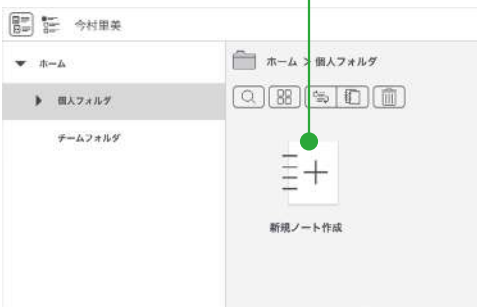 今村里美
▼ ホーム
▶ 個人フォルダ
チームフォルダ
ホーム > 個人フォルダ
新規ノート作成